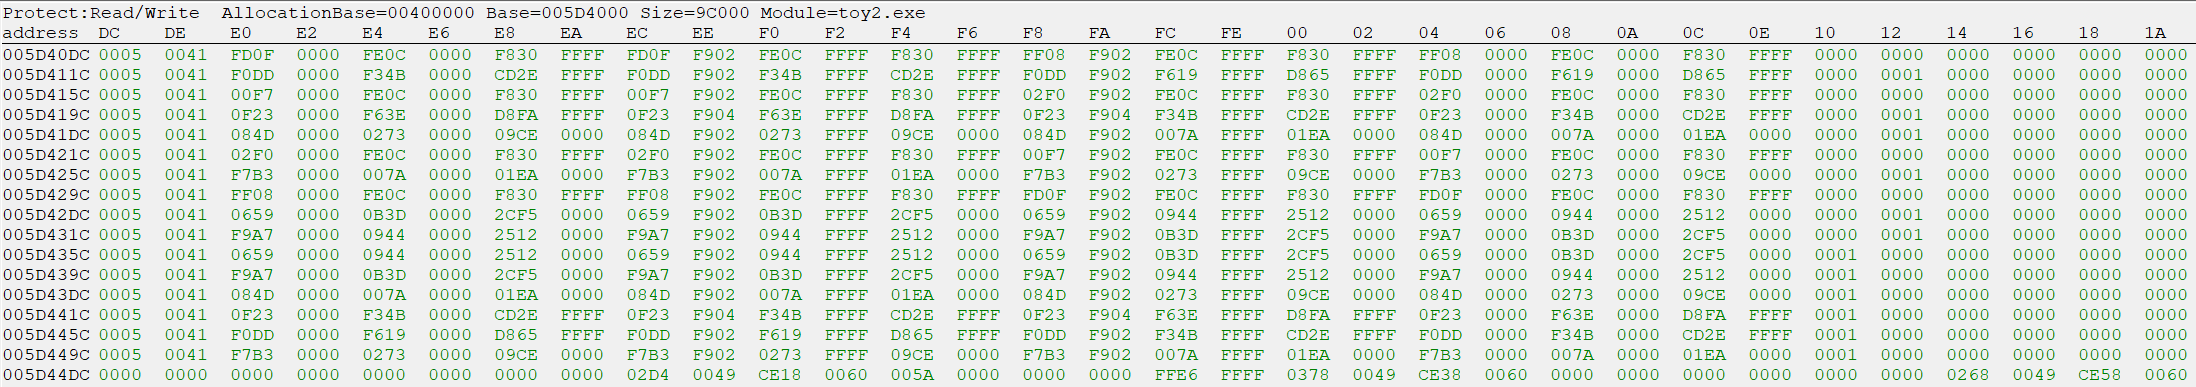 Protect:Read/Write  AllocationBase=00400000 Base=005D4000 Size=9C000 Module=toy2.exe
address DC DE E0 E2 E4 E6 E8 EA EC EE F0 F2 F4 F6 F8 FA FC FE 00 02 04 06 08 0A 0C 0E 10 12 14 16 18 1A
005D40DC 0005 0041 FD0F 0000 FE0C 0000 F830 FFFF FD0F F902 FE0C FFFF F830 FFFF FF08 F902 FE0C FFFF F830 FFFF FF08 0000 FE0C 0000 F830 FFFF 0000 0000 0000 0000 0000 0000
005D411C 0005 0041 F0DD 0000 F34B 0000 CD2E FFFF F0DD F902 F34B FFFF CD2E FFFF F0DD F902 F619 FFFF D865 FFFF F0DD 0000 F619 0000 D865 FFFF 0000 0001 0000 0000 0000 0000
005D415C 0005 0041 00F7 0000 FE0C 0000 F830 FFFF 00F7 F902 FE0C FFFF F830 FFFF 02F0 F902 FE0C FFFF F830 FFFF 02F0 0000 FE0C 0000 F830 FFFF 0000 0000 0000 0000 0000 0000
005D419C 0005 0041 0F23 0000 F63E 0000 D8FA FFFF 0F23 F904 F63E FFFF D8FA FFFF 0F23 F904 F34B FFFF CD2E FFFF 0F23 0000 F34B 0000 CD2E FFFF 0000 0001 0000 0000 0000 0000
005D41DC 0005 0041 084D 0000 0273 0000 09CE 0000 084D F902 0273 FFFF 09CE 0000 084D F902 007A FFFF 01EA 0000 084D 0000 007A 0000 01EA 0000 0000 0001 0000 0000 0000 0000
005D421C 0005 0041 02F0 0000 FE0C 0000 F830 FFFF 02F0 F902 FE0C FFFF F830 FFFF 00F7 F902 FE0C FFFF F830 FFFF 00F7 0000 FE0C 0000 F830 FFFF 0000 0000 0000 0000 0000 0000
005D425C 0005 0041 F7B3 0000 007A 0000 01EA 0000 F7B3 F902 007A FFFF 01EA 0000 F7B3 F902 0273 FFFF 09CE 0000 F7B3 0000 0273 0000 09CE 0000 0000 0001 0000 0000 0000 0000
005D429C 0005 0041 FF08 0000 FE0C 0000 F830 FFFF FF08 F902 FE0C FFFF F830 FFFF FD0F F902 FE0C FFFF F830 FFFF FD0F 0000 FE0C 0000 F830 FFFF 0000 0000 0000 0000 0000 0000
005D42DC 0005 0041 0659 0000 0B3D 0000 2CF5 0000 0659 F902 0B3D FFFF 2CF5 0000 0659 F902 0944 FFFF 2512 0000 0659 0000 0944 0000 2512 0000 0000 0001 0000 0000 0000 0000
005D431C 0005 0041 F9A7 0000 0944 0000 2512 0000 F9A7 F902 0944 FFFF 2512 0000 F9A7 F902 0B3D FFFF 2CF5 0000 F9A7 0000 0B3D 0000 2CF5 0000 0000 0001 0000 0000 0000 0000
005D435C 0005 0041 0659 0000 0944 0000 2512 0000 0659 F902 0944 FFFF 2512 0000 0659 F902 0B3D FFFF 2CF5 0000 0659 0000 0B3D 0000 2CF5 0000 0001 0000 0000 0000 0000 0000
005D439C 0005 0041 F9A7 0000 0B3D 0000 2CF5 0000 F9A7 F902 0B3D FFFF 2CF5 0000 F9A7 F902 0944 FFFF 2512 0000 F9A7 0000 0944 0000 2512 0000 0001 0000 0000 0000 0000 0000
005D43DC 0005 0041 084D 0000 007A 0000 01EA 0000 084D F902 007A FFFF 01EA 0000 084D F902 0273 FFFF 09CE 0000 084D 0000 0273 0000 09CE 0000 0001 0000 0000 0000 0000 0000
005D441C 0005 0041 0F23 0000 F34B 0000 CD2E FFFF 0F23 F904 F34B FFFF CD2E FFFF 0F23 F904 F63E FFFF D8FA FFFF 0F23 0000 F63E 0000 D8FA FFFF 0001 0000 0000 0000 0000 0000
005D445C 0005 0041 F0DD 0000 F619 0000 D865 FFFF F0DD F902 F619 FFFF D865 FFFF F0DD F902 F34B FFFF CD2E FFFF F0DD 0000 F34B 0000 CD2E FFFF 0001 0000 0000 0000 0000 0000
005D449C 0005 0041 F7B3 0000 0273 0000 09CE 0000 F7B3 F902 0273 FFFF 09CE 0000 F7B3 F902 007A FFFF 01EA 0000 F7B3 0000 007A 0000 01EA 0000 0001 0000 0000 0000 0000 0000
005D44DC 0000 0000 0000 0000 0000 0000 0000 0000 02D4 0049 CE18 0060 005A 0000 0000 0000 FFE6 FFFF 0378 0049 CE38 0060 0000 0000 0000 0000 0000 0000 0268 0049 CE58 0060